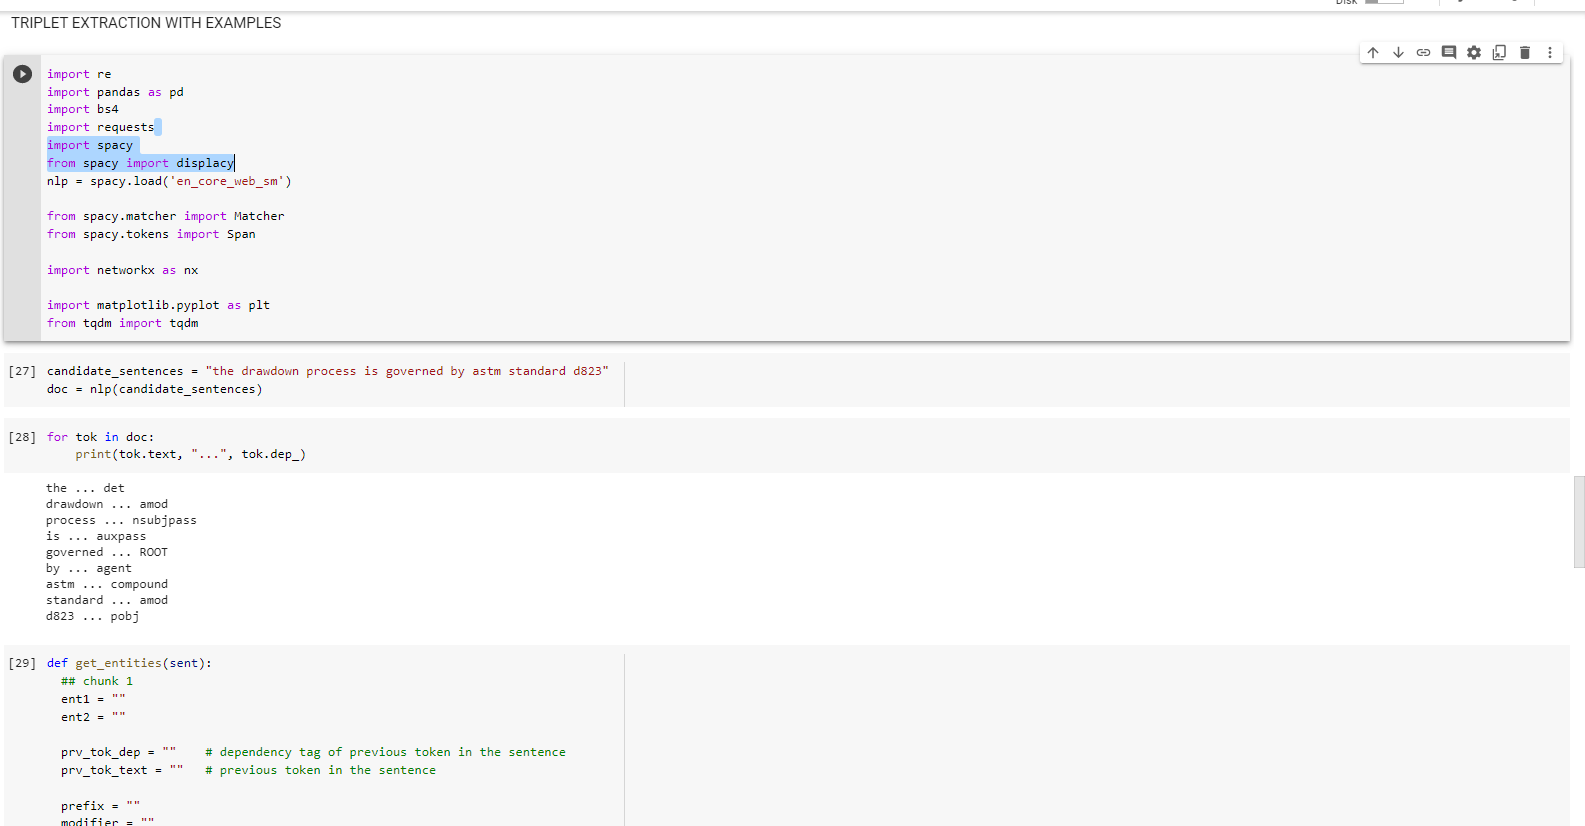 Disk
TRIPLET EXTRACTION WITH EXAMPLES
import re
import pandas as pd
import bs4
import requests
import spacy
from spacy import displacy
nlp = spacy.load('en_core_web_sm')
from spacy.matcher import Matcher
from spacy.tokens import Span
import networkx as nx
import matplotlib.pyplot as plt
from tqdm import tqdm
[27] candidate_sentences = "the drawdown process is governed by astm standard d823"
doc = nlp(candidate_sentences)
[28] for tok in doc:
print(tok.text, "...", tok.dep_)
the ... det
drawdown ... amod
process ... nsubjpass
is ... auxpass
governed ... ROOT
by ... agent
astm ... compound
standard ... amod
d823 ... pobj
[29] def get_entities(sent):
## chunk 1
ent1 = ""
ent2 = ""
prv_tok_dep = "" # dependency tag of previous token in the sentence
prv_tok_text = "" # previous token in the sentence
prefix = ""
modifier = ""